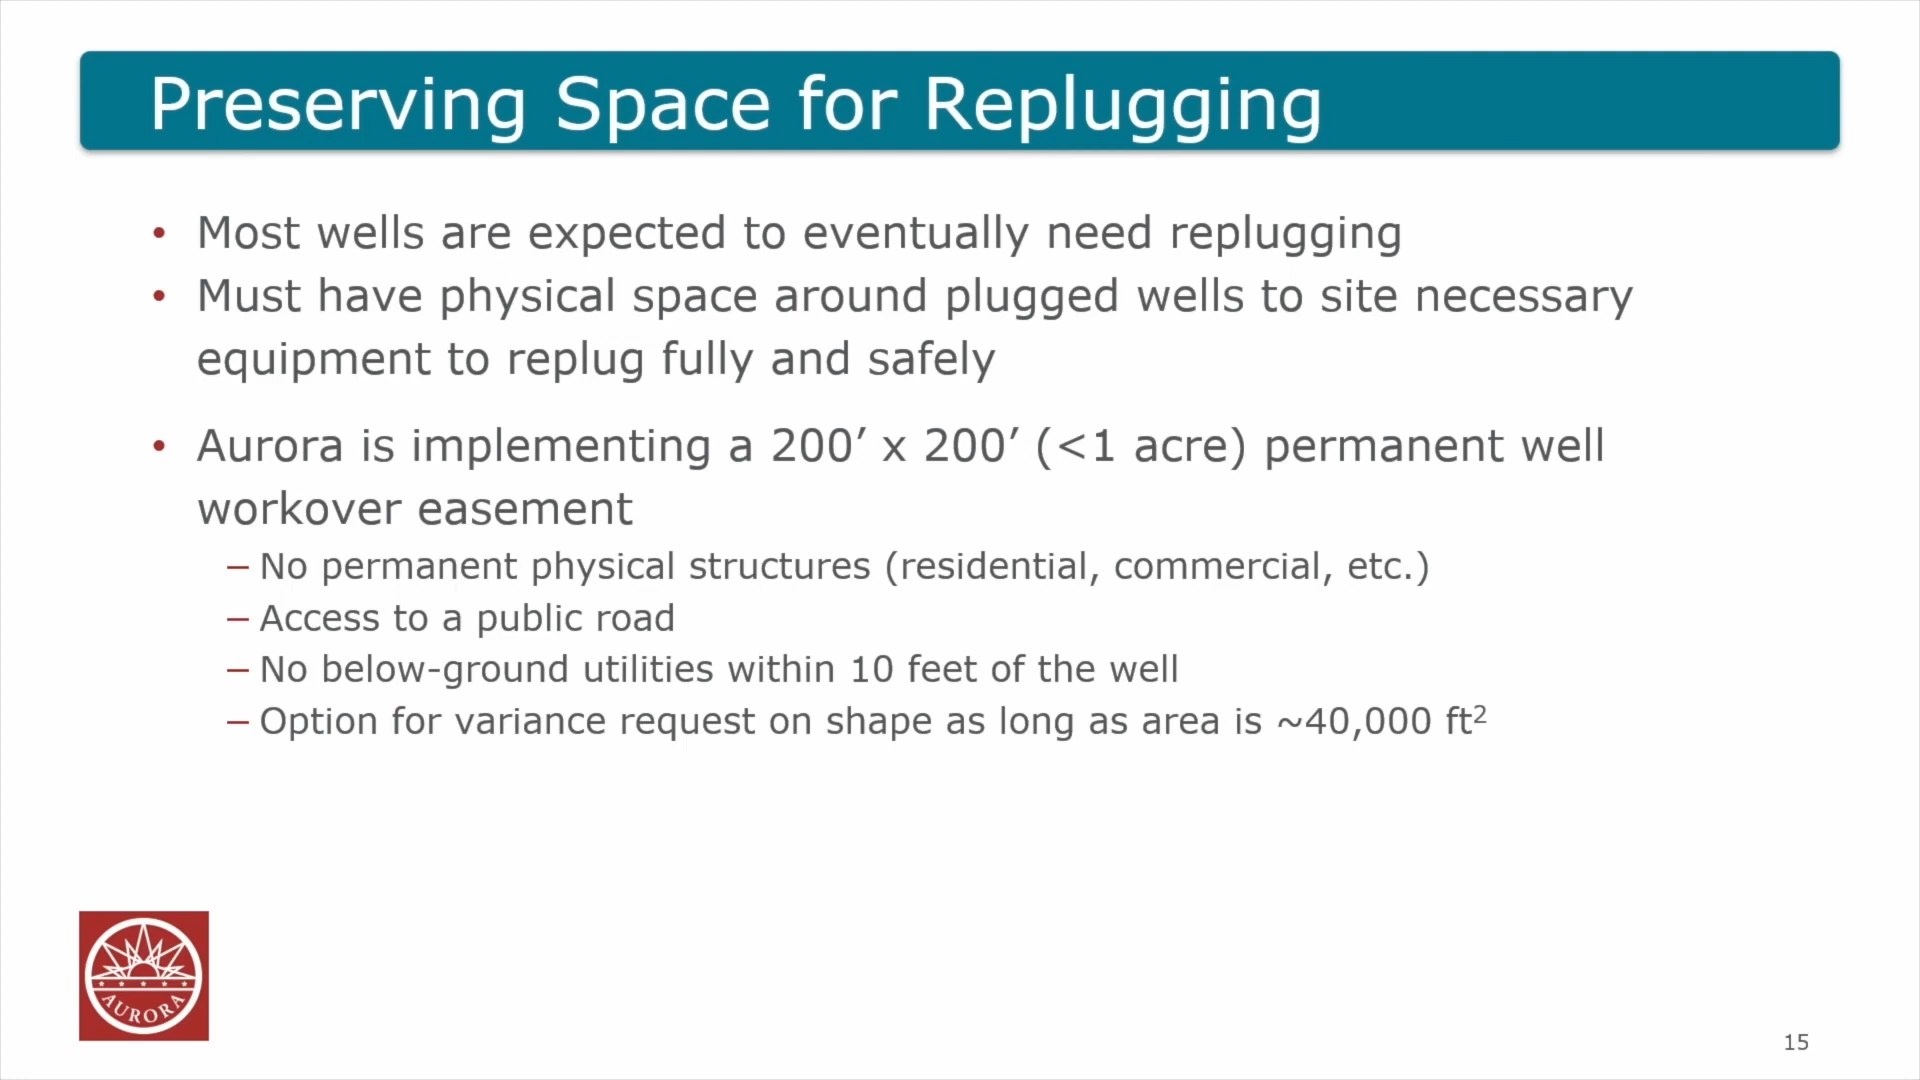 Preserving Space for Replugging
• Most wells are expected to eventually need replugging
• Must have physical space around plugged wells to site necessary
equipment to replug fully and safely
• Aurora is implementing a 200’ x 200’ (<1 acre) permanent well
workover easement
– No permanent physical structures (residential, commercial, etc.)
– Access to a public road
– No below-ground utilities within 10 feet of the well
– Option for variance request on shape as long as area is ~40,000 ft²
AURORA
15